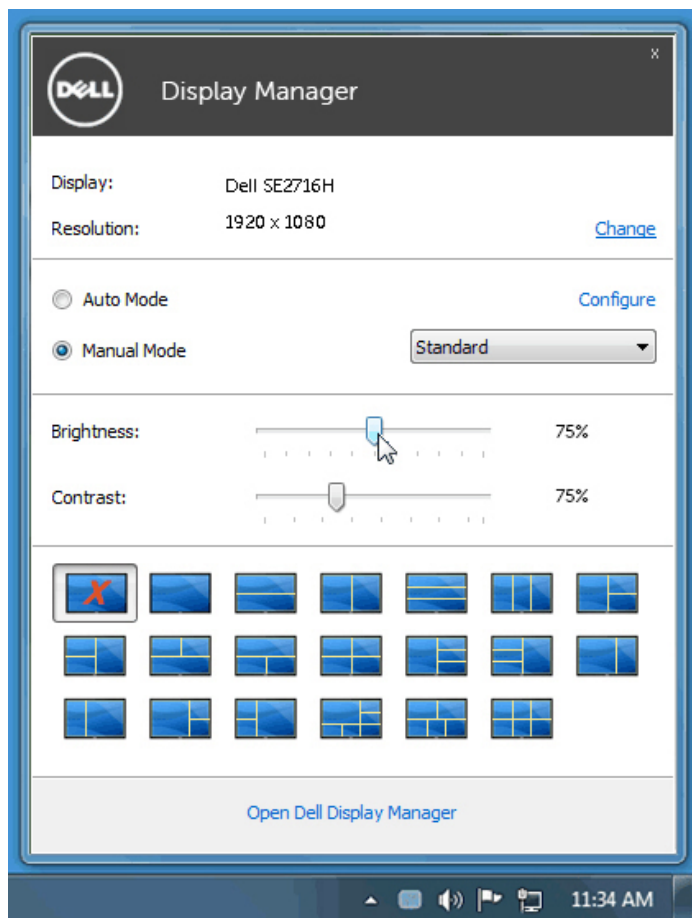 x
DELL Display Manager
Display: Dell SE2716H
Resolution: 1920 x 1080 Change
Auto Mode Configure
Manual Mode Standard
Brightness: 75%
Contrast: 75%
Open Dell Display Manager
11:34 AM